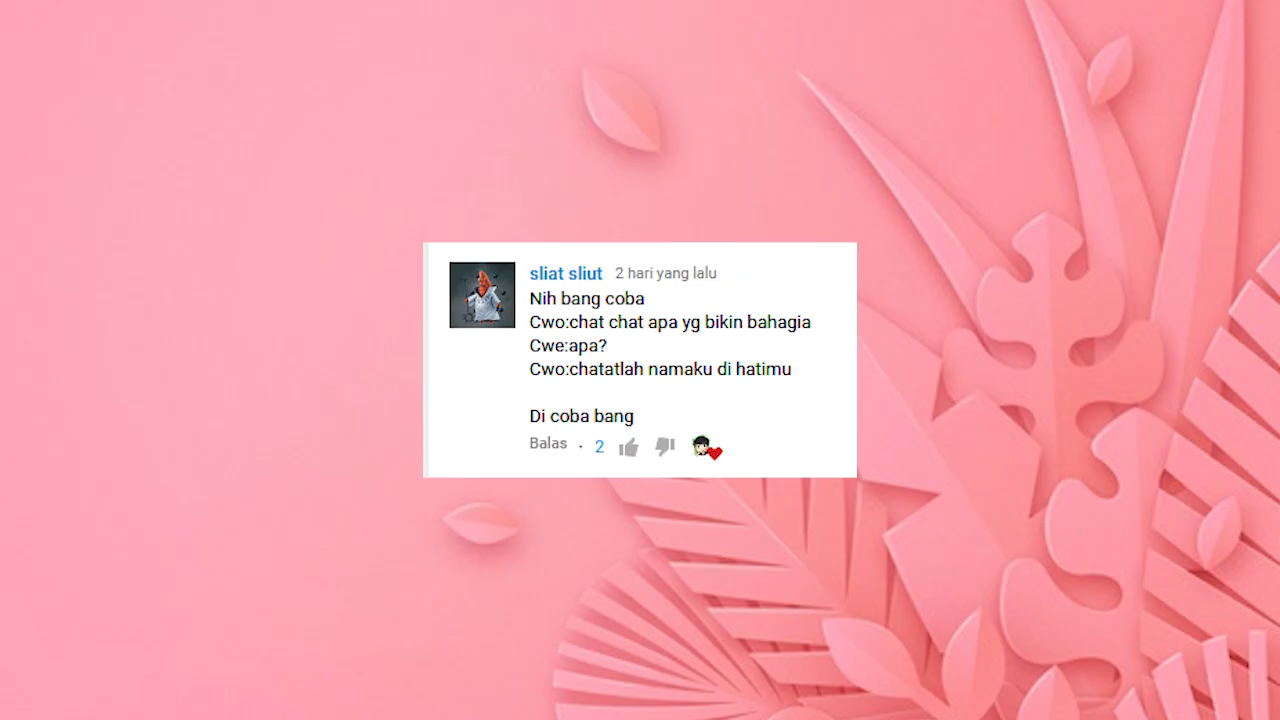 sliat sliut 2 hari yang lalu
Nih bang coba
Cwo:chat chat apa yg bikin bahagia
Cwe:apa?
Cwo:chatatlah namaku di hatimu
Di coba bang
Balas · 2